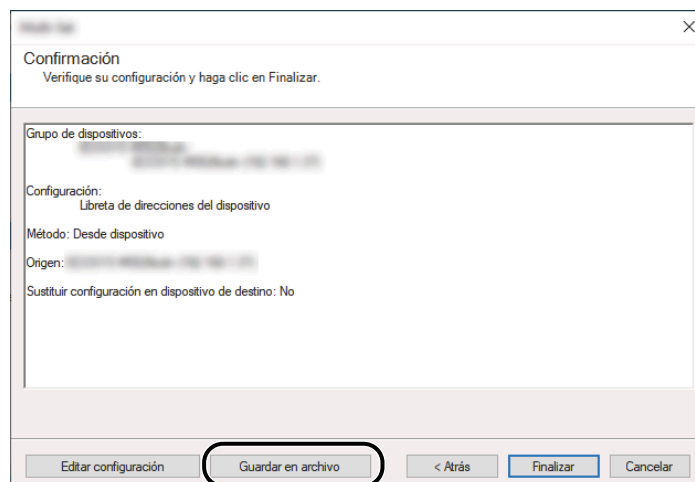 Confirmación
Verifique su configuración y haga clic en Finalizar.
Grupo de dispositivos:
Configuración:
Libreta de direcciones del dispositivo
Método: Desde dispositivo
Origen:
Sustituir configuración en dispositivo de destino: No
Editar configuración
Guardar en archivo
< Atrás
Finalizar
Cancelar